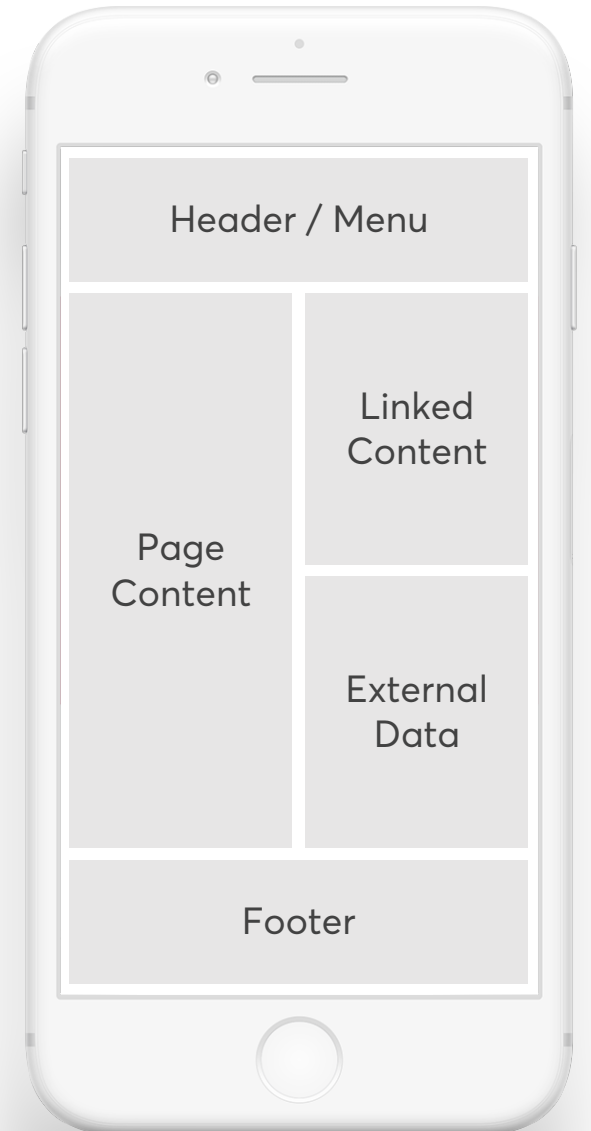 Header / Menu
Page
Content
Linked
Content
External
Data
Footer